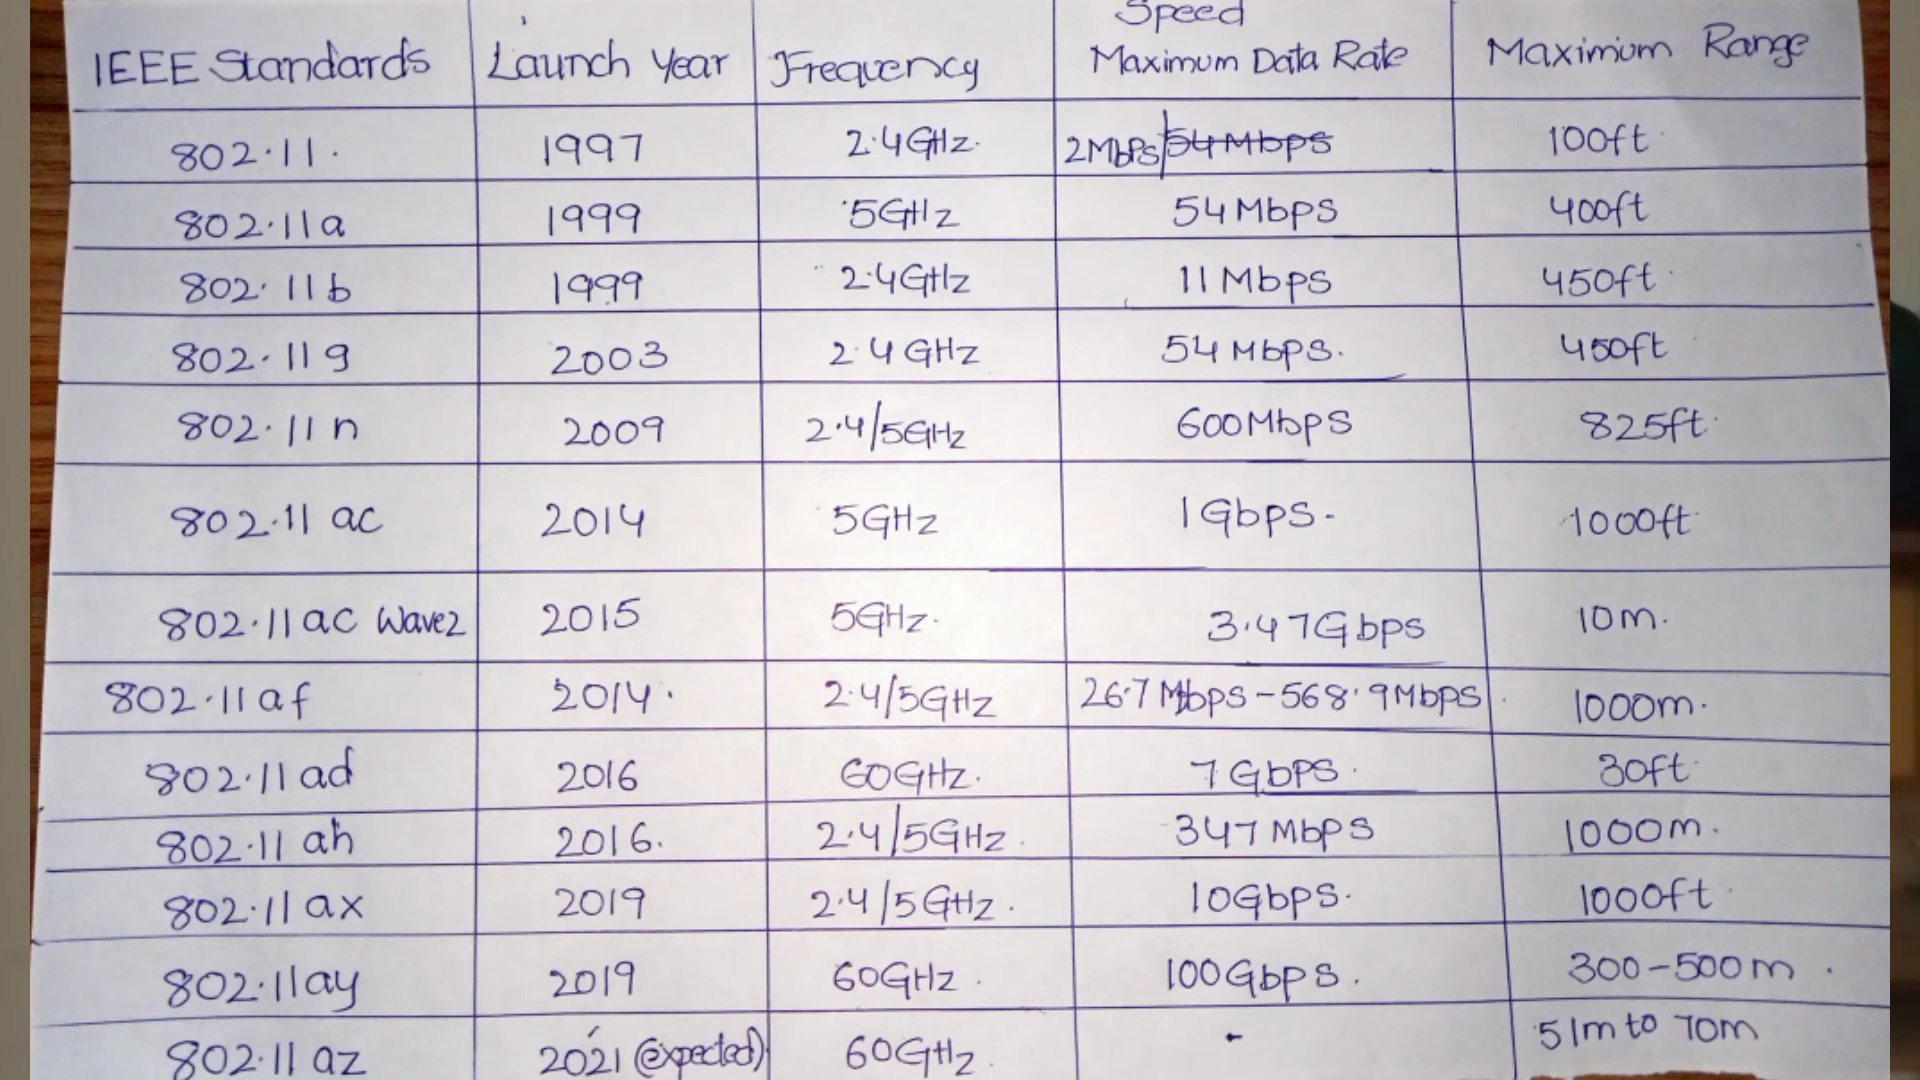 IEEE Standards Launch Year Frequency Speed Maximum Data Rate Maximum Range
802.11. 1997 2.4GHz. 2Mbps/54Mbps 100ft
802.11a 1999 5GHz 54Mbps 400ft
802.11b 1999 2.4GHz 11Mbps 450ft
802.11g 2003 2.4GHz 54Mbps. 450ft
802.11n 2009 2.4/5GHz 600Mbps 825ft
802.11ac 2014 5GHz 1Gbps- 1000ft
802.11ac Wave2 2015 5GHz. 3.47Gbps 10m.
802.11af 2014. 2.4/5GHz 26.7Mbps-568.9Mbps 1000m.
802.11ad 2016 60GHz. 7Gbps. 30ft
802.11ah 2016. 2.4/5GHz. 347Mbps 1000m.
802.11ax 2019 2.4/5GHz. 10Gbps. 1000ft
802.11ay 2019 60GHz. 100Gbps. 300-500m.
802.11az 2021 (expected) 60GHz. - 51m to 70m